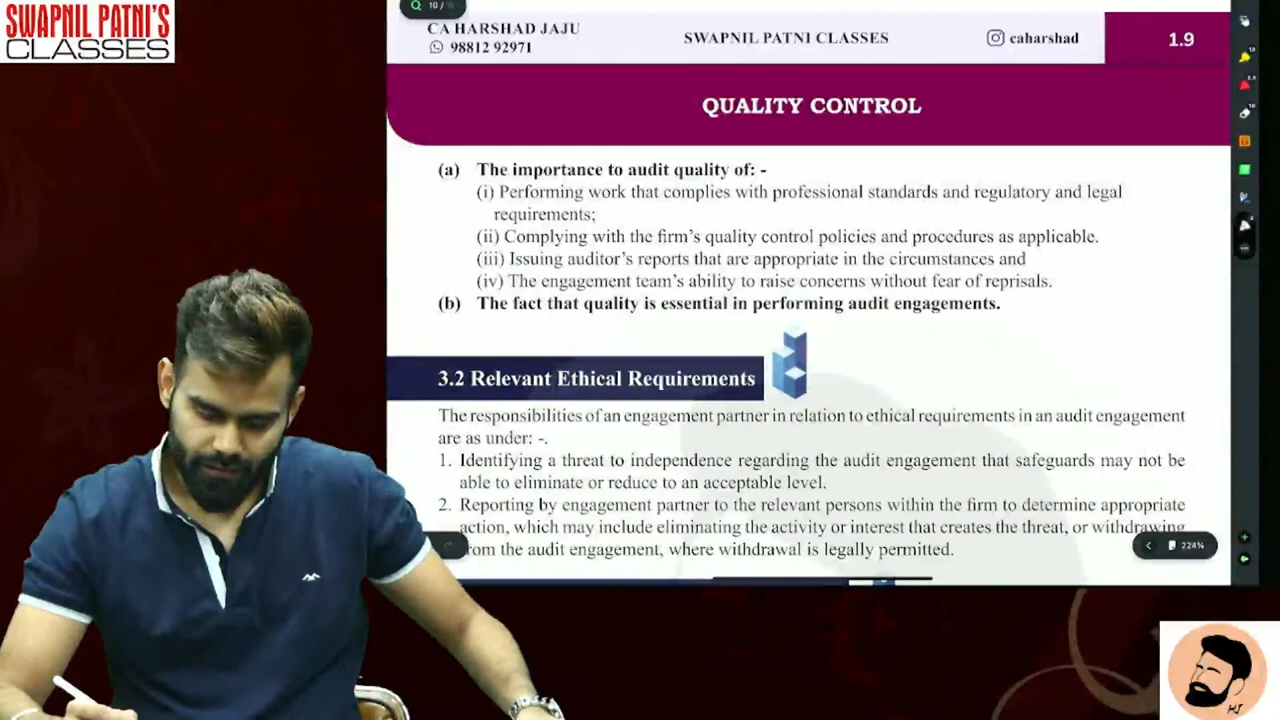 SWAPNIL PATNI'S
CLASSES
10 / 
CA HARSHAD JAJU
98812 92971
SWAPNIL PATNI CLASSES
caharshad
1.9
QUALITY CONTROL
(a) The importance to audit quality of: -
(i) Performing work that complies with professional standards and regulatory and legal
requirements;
(ii) Complying with the firm's quality control policies and procedures as applicable.
(iii) Issuing auditor's reports that are appropriate in the circumstances and
(iv) The engagement team's ability to raise concerns without fear of reprisals.
(b) The fact that quality is essential in performing audit engagements.
3.2 Relevant Ethical Requirements
The responsibilities of an engagement partner in relation to ethical requirements in an audit engagement
are as under: -.
1. Identifying a threat to independence regarding the audit engagement that safeguards may not be
able to eliminate or reduce to an acceptable level.
2. Reporting by engagement partner to the relevant persons within the firm to determine appropriate
action, which may include eliminating the activity or interest that creates the threat, or withdrawing
rom the audit engagement, where withdrawal is legally permitted.
224%
HJ